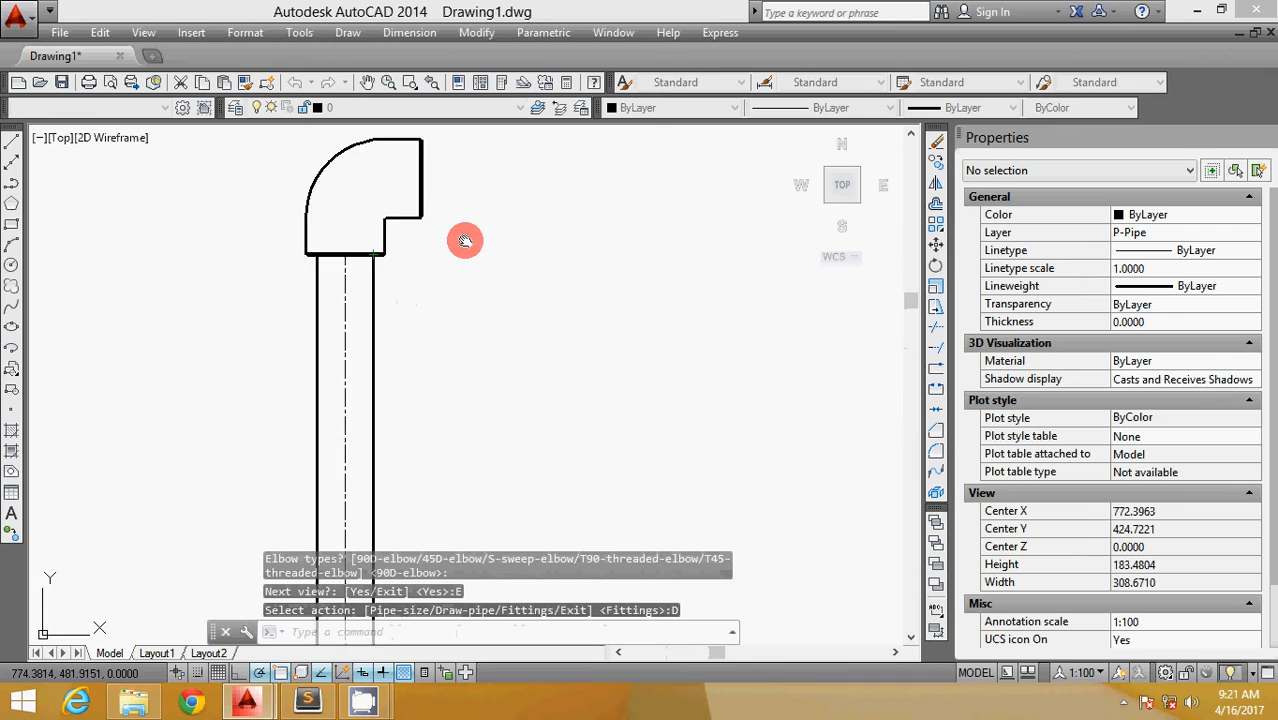 Autodesk AutoCAD 2014 Drawing1.dwg
Type a keyword or phrase
Sign In
File Edit View Insert Format Tools Draw Dimension Modify Parametric Window Help Express
Drawing1*
Standard Standard Standard Standard
0 ByLayer ByLayer ByLayer ByColor
[−][Top][2D Wireframe]
N
W TOP E
S
WCS
Properties
No selection
General
Color ByLayer
Layer P-Pipe
Linetype ByLayer
Linetype scale 1.0000
Lineweight ByLayer
Transparency ByLayer
Thickness 0.0000
3D Visualization
Material ByLayer
Shadow display Casts and Receives Shadows
Plot style
Plot style ByColor
Plot style table None
Plot table attached to Model
Plot table type Not available
View
Center X 772.3963
Center Y 424.7221
Center Z 0.0000
Height 183.4804
Width 308.6710
Misc
Annotation scale 1:100
UCS icon On Yes
Elbow types? [90D-elbow/45D-elbow/S-sweep-elbow/T90-threaded-elbow/T45-
threaded-elbow] <90D-elbow>:
Next view?: [Yes/Exit] <Yes>:E
Select action: [Pipe-size/Draw-pipe/Fittings/Exit] <Fittings>:D
Type a command
Y
X
Model Layout1 Layout2
774.3814, 481.9151, 0.0000
MODEL
1:100
9:21 AM
4/16/2017